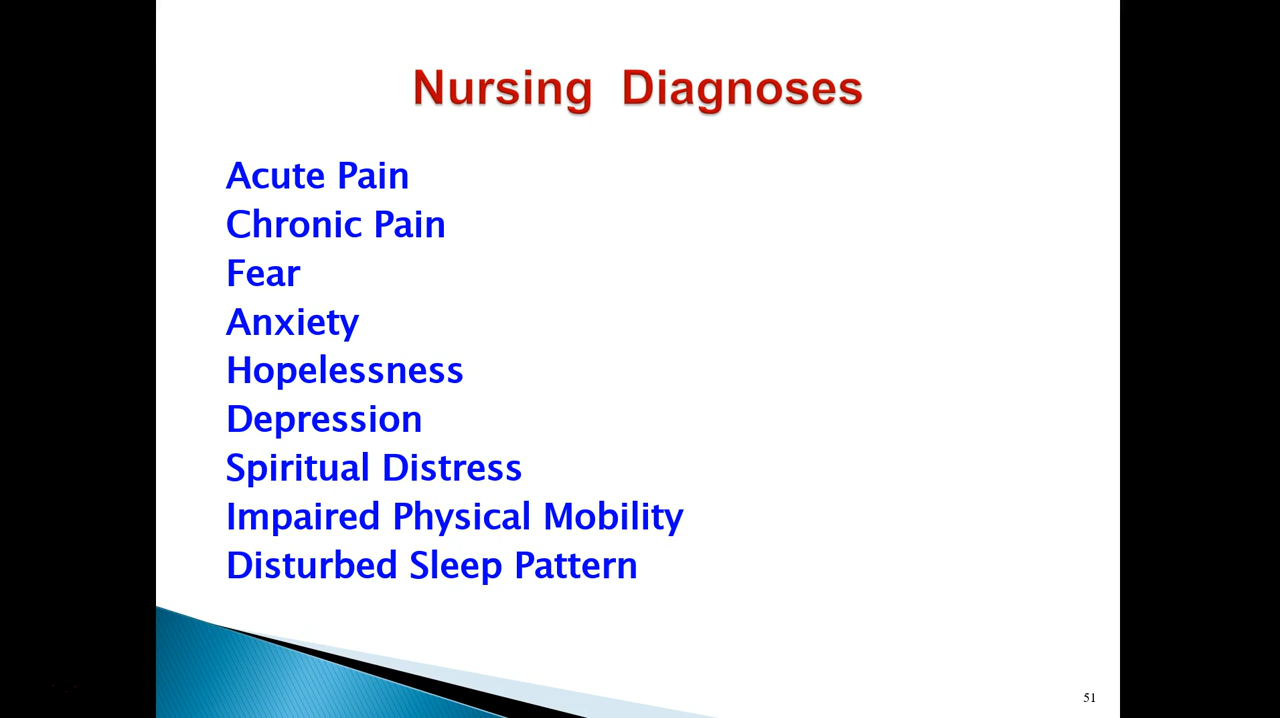 Nursing Diagnoses
Acute Pain
Chronic Pain
Fear
Anxiety
Hopelessness
Depression
Spiritual Distress
Impaired Physical Mobility
Disturbed Sleep Pattern
51